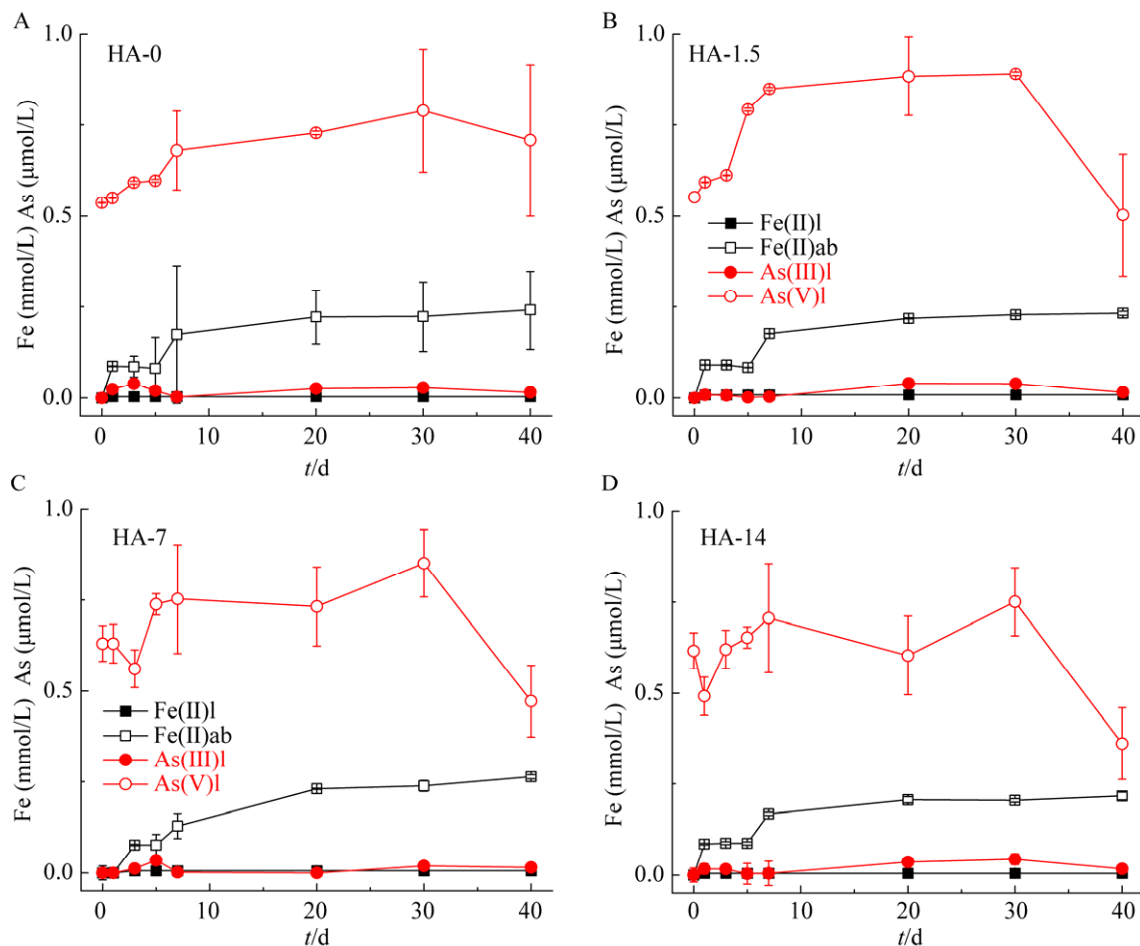 A
HA-0
Fe (mmol/L) As (μmol/L)
1.0
0.5
0.0
0 10 20 30 40
t/d
B
HA-1.5
Fe (mmol/L) As (μmol/L)
1.0
0.5
0.0
Fe(II)l
Fe(II)ab
As(III)l
As(V)l
0 10 20 30 40
t/d
C
HA-7
Fe (mmol/L) As (μmol/L)
1.0
0.5
0.0
Fe(II)l
Fe(II)ab
As(III)l
As(V)l
0 10 20 30 40
t/d
D
HA-14
Fe (mmol/L) As (μmol/L)
1.0
0.5
0.0
0 10 20 30 40
t/d